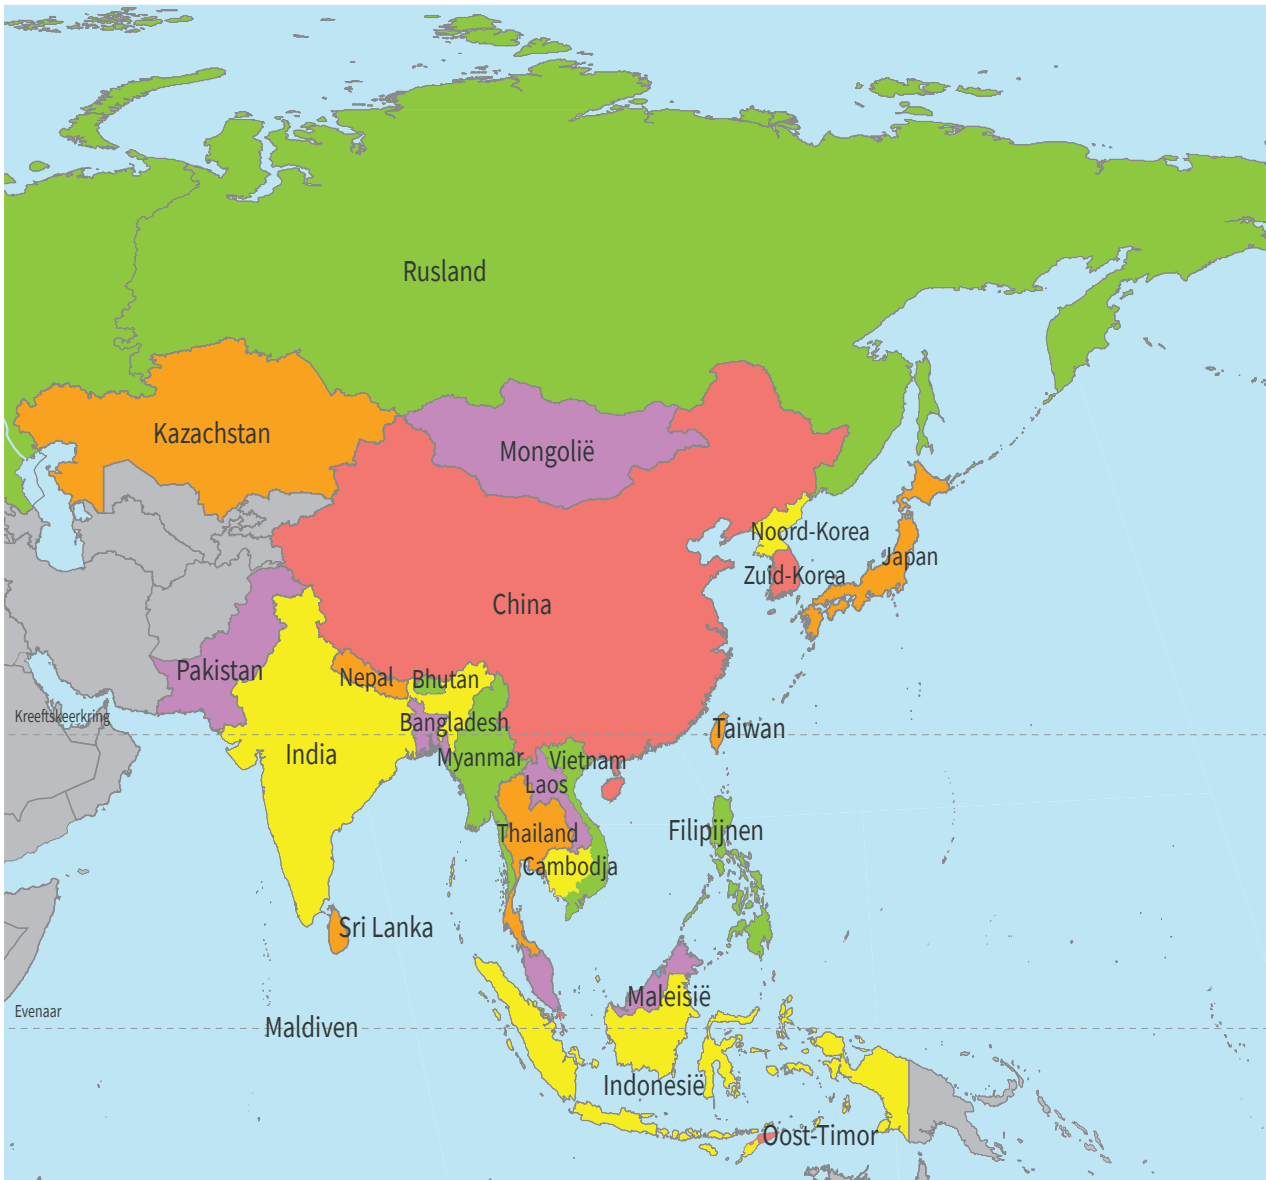 Rusland
Kazachstan
Mongolië
Noord-Korea
Japan
Zuid-Korea
China
Pakistan
Nepal
Bhutan
Kreeftskeerkring
Bangladesh
Taiwan
India
Myanmar
Vietnam
Laos
Thailand
Filipijnen
Cambodja
Sri Lanka
Maleisië
Evenaar
Maldiven
Indonesië
Oost-Timor